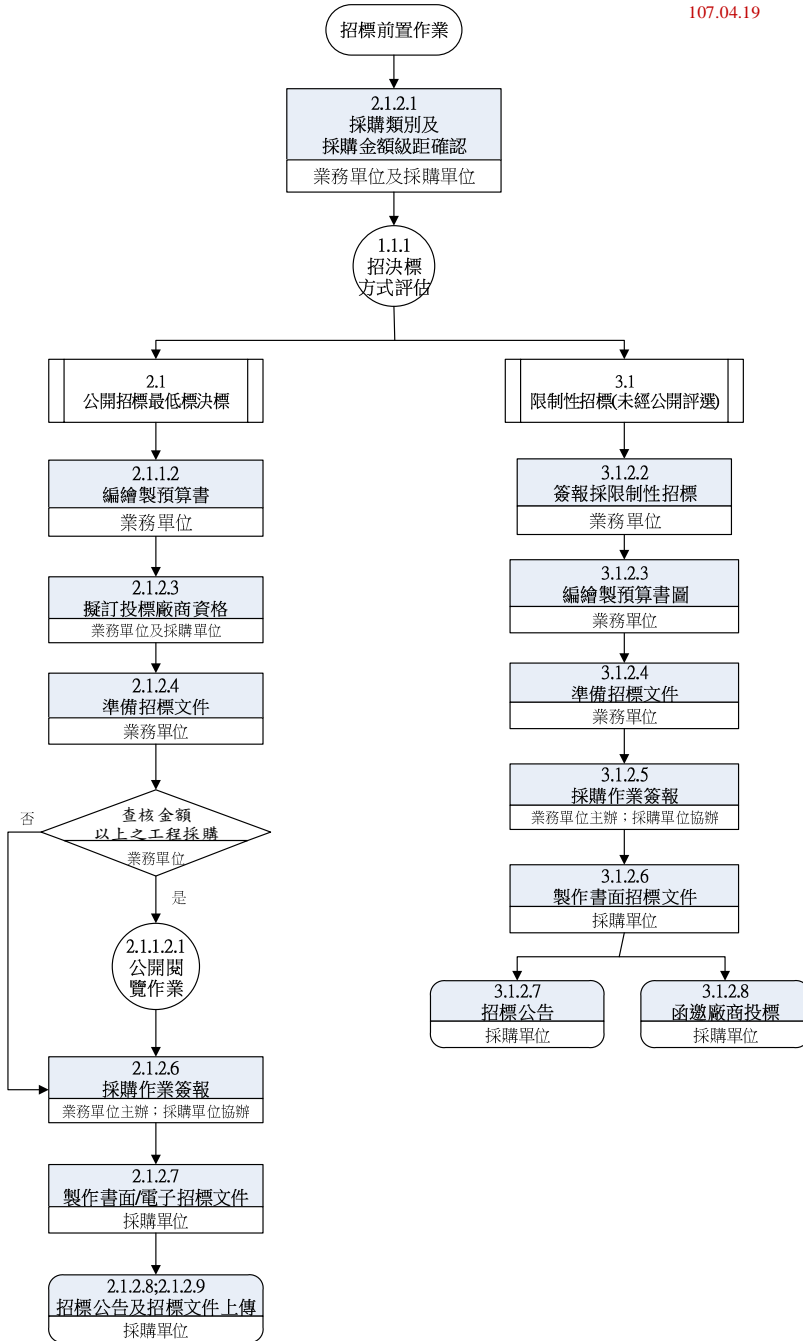 107.04.19
招標前置作業
2.1.2.1
採購類別及
採購金額級距確認
業務單位及採購單位
1.1.1
招決標
方式評估
2.1
公開招標最低標決標
2.1.1.2
編繪製預算書
業務單位
2.1.2.3
擬訂投標廠商資格
業務單位及採購單位
2.1.2.4
準備招標文件
業務單位
查核金額
以上之工程採購
業務單位
否
是
2.1.1.2.1
公開閱
覽作業
2.1.2.6
採購作業簽報
業務單位主辦；採購單位協辦
2.1.2.7
製作書面/電子招標文件
採購單位
2.1.2.8;2.1.2.9
招標公告及招標文件上傳
採購單位
3.1
限制性招標(未經公開評選)
3.1.2.2
簽報採限制性招標
業務單位
3.1.2.3
編繪製預算書圖
業務單位
3.1.2.4
準備招標文件
業務單位
3.1.2.5
採購作業簽報
業務單位主辦；採購單位協辦
3.1.2.6
製作書面招標文件
採購單位
3.1.2.7
招標公告
採購單位
3.1.2.8
函邀廠商投標
採購單位